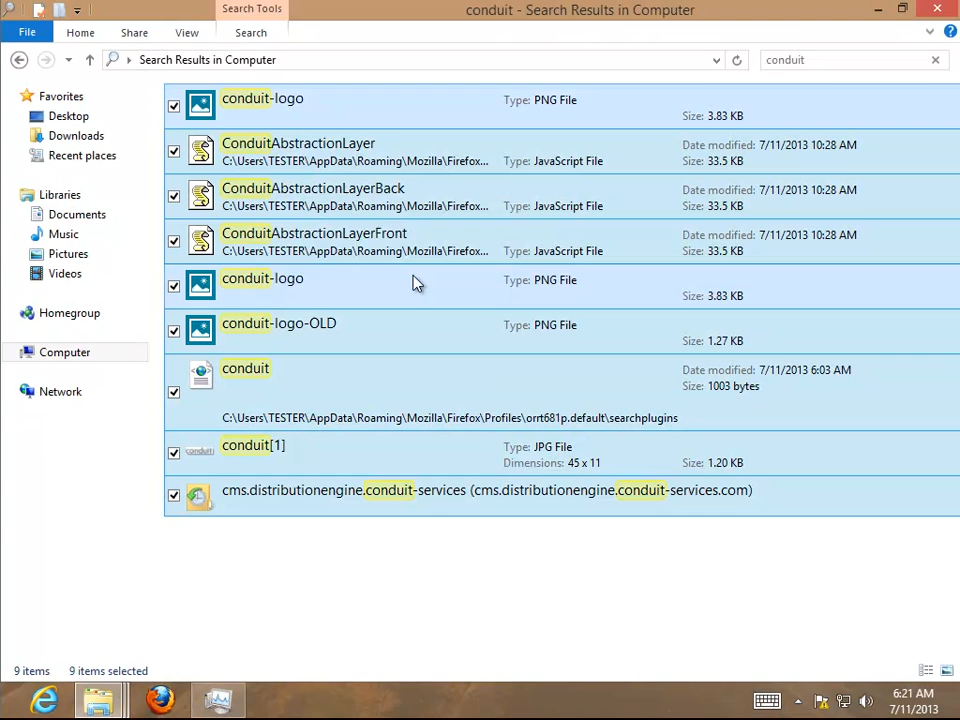 Search Tools
conduit - Search Results in Computer
File Home Share View Search
Search Results in Computer
conduit
Favorites
Desktop
Downloads
Recent places
Libraries
Documents
Music
Pictures
Videos
Homegroup
Computer
Network
conduit-logo
Type: PNG File
Size: 3.83 KB
ConduitAbstractionLayer
C:\Users\TESTER\AppData\Roaming\Mozilla\Firefox...
Type: JavaScript File
Date modified: 7/11/2013 10:28 AM
Size: 33.5 KB
ConduitAbstractionLayerBack
C:\Users\TESTER\AppData\Roaming\Mozilla\Firefox...
Type: JavaScript File
Date modified: 7/11/2013 10:28 AM
Size: 33.5 KB
ConduitAbstractionLayerFront
C:\Users\TESTER\AppData\Roaming\Mozilla\Firefox...
Type: JavaScript File
Date modified: 7/11/2013 10:28 AM
Size: 33.5 KB
conduit-logo
Type: PNG File
Size: 3.83 KB
conduit-logo-OLD
Type: PNG File
Size: 1.27 KB
conduit
Date modified: 7/11/2013 6:03 AM
Size: 1003 bytes
C:\Users\TESTER\AppData\Roaming\Mozilla\Firefox\Profiles\orrt681p.default\searchplugins
conduit
conduit[1]
Type: JPG File
Dimensions: 45 x 11
Size: 1.20 KB
cms.distributionengine.conduit-services (cms.distributionengine.conduit-services.com)
9 items 9 items selected
6:21 AM
7/11/2013